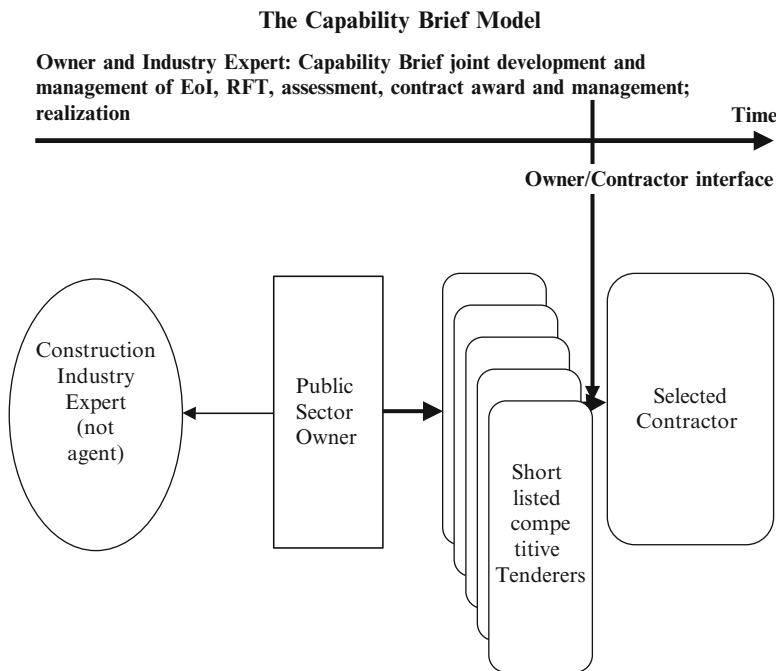 The Capability Brief Model
Owner and Industry Expert: Capability Brief joint development and
management of EoI, RFT, assessment, contract award and management;
realization
Time
Owner/Contractor interface
Construction
Industry
Expert
(not
agent)
Public
Sector
Owner
Short
listed
compe
titive
Tenderers
Selected
Contractor